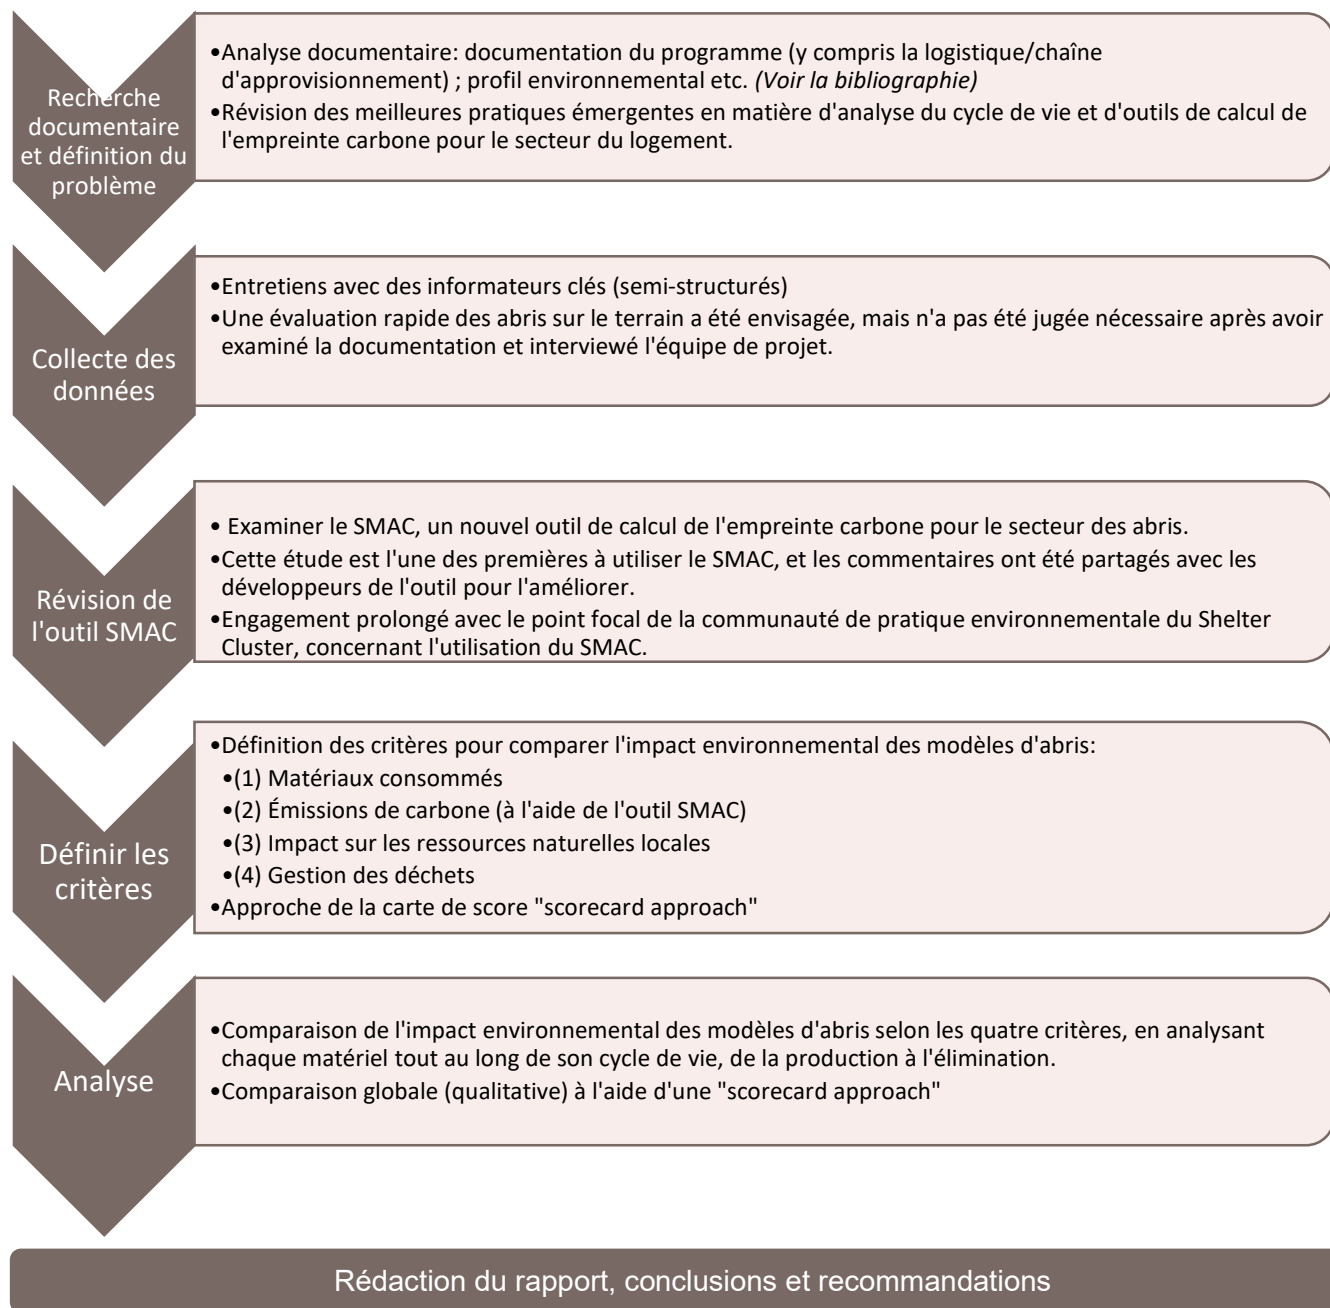 Recherche
documentaire
et définition du
problème
•Analyse documentaire: documentation du programme (y compris la logistique/chaîne
d'approvisionnement) ; profil environnemental etc. (Voir la bibliographie)
•Révision des meilleures pratiques émergentes en matière d'analyse du cycle de vie et d'outils de calcul de
l'empreinte carbone pour le secteur du logement.
Collecte des
données
•Entretiens avec des informateurs clés (semi-structurés)
•Une évaluation rapide des abris sur le terrain a été envisagée, mais n'a pas été jugée nécessaire après avoir
examiné la documentation et interviewé l'équipe de projet.
Révision de
l'outil SMAC
• Examiner le SMAC, un nouvel outil de calcul de l'empreinte carbone pour le secteur des abris.
•Cette étude est l'une des premières à utiliser le SMAC, et les commentaires ont été partagés avec les
développeurs de l'outil pour l'améliorer.
•Engagement prolongé avec le point focal de la communauté de pratique environnementale du Shelter
Cluster, concernant l'utilisation du SMAC.
Définir les
critères
•Définition des critères pour comparer l'impact environnemental des modèles d'abris:
•(1) Matériaux consommés
•(2) Émissions de carbone (à l'aide de l'outil SMAC)
•(3) Impact sur les ressources naturelles locales
•(4) Gestion des déchets
•Approche de la carte de score "scorecard approach"
Analyse
•Comparaison de l'impact environnemental des modèles d'abris selon les quatre critères, en analysant
chaque matériel tout au long de son cycle de vie, de la production à l'élimination.
•Comparaison globale (qualitative) à l'aide d'une "scorecard approach"
Rédaction du rapport, conclusions et recommandations